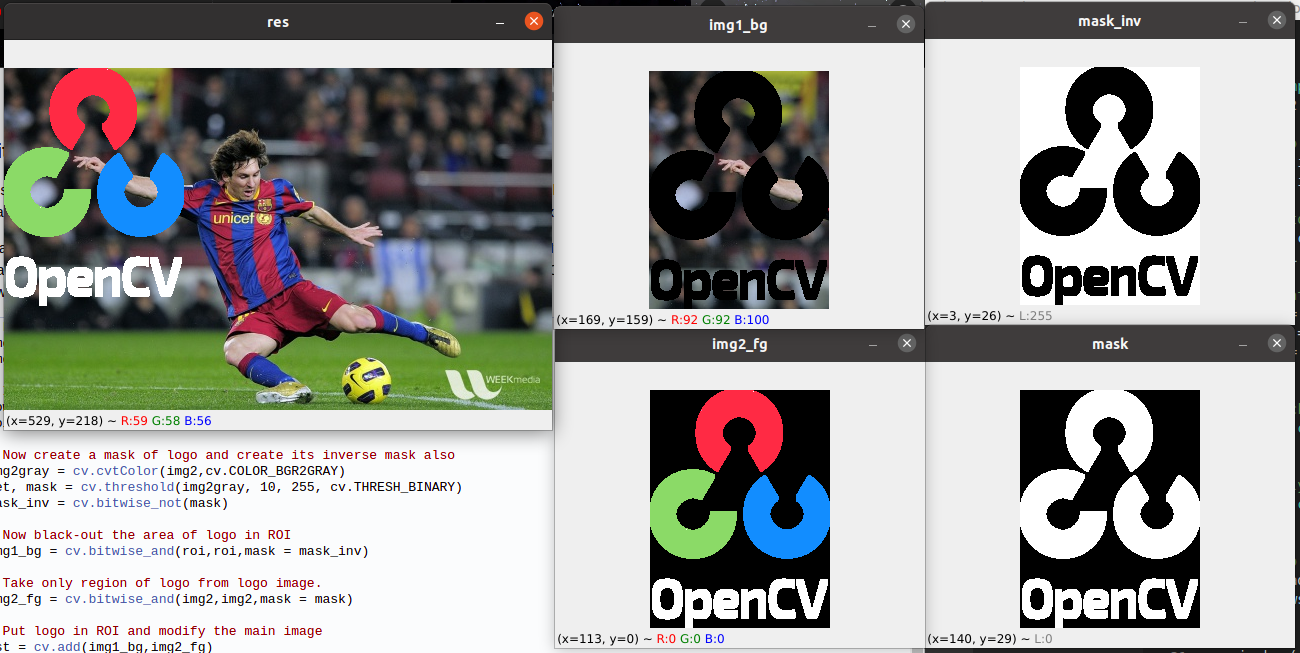 res
unicef
OpenCV
WEEKmedia
(x=529, y=218) ~ R:59 G:58 B:56
img1_bg
OpenCV
(x=169, y=159) ~ R:92 G:92 B:100
mask_inv
OpenCV
(x=3, y=26) ~ L:255
img2_fg
OpenCV
(x=113, y=0) ~ R:0 G:0 B:0
mask
OpenCV
(x=140, y=29) ~ L:0
Now create a mask of logo and create its inverse mask also
mg2gray = cv.cvtColor(img2,cv.COLOR_BGR2GRAY)
et, mask = cv.threshold(img2gray, 10, 255, cv.THRESH_BINARY)
ask_inv = cv.bitwise_not(mask)
Now black-out the area of logo in ROI
mg1_bg = cv.bitwise_and(roi,roi,mask = mask_inv)
Take only region of logo from logo image.
mg2_fg = cv.bitwise_and(img2,img2,mask = mask)
Put logo in ROI and modify the main image
st = cv.add(img1_bg,img2_fg)